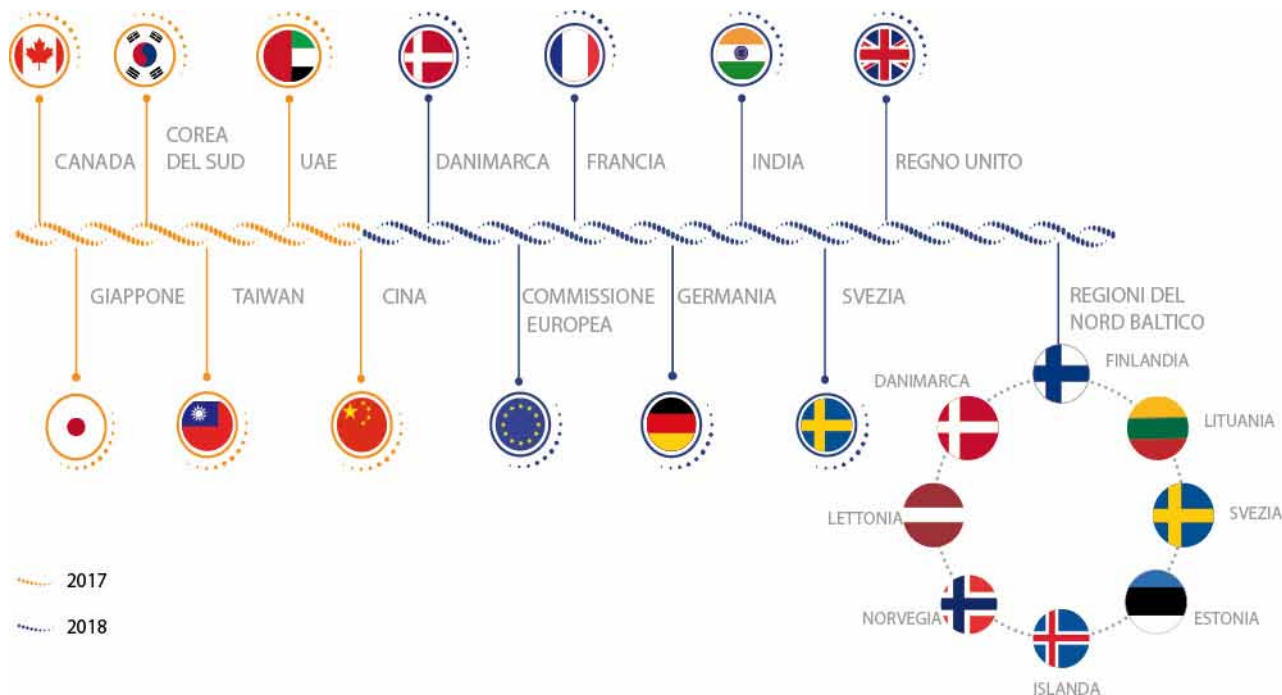 CANADA
COREA
DEL SUD
UAE
DANIMARCA
FRANCIA
INDIA
REGNO UNITO
GIAPPONE
TAIWAN
CINA
COMMISSIONE
EUROPEA
GERMANIA
SVEZIA
REGIONI DEL
NORD BALTICO
FINLANDIA
DANIMARCA
LITUANIA
LETTONIA
SVEZIA
NORVEGIA
ESTONIA
ISLANDA
2017
2018